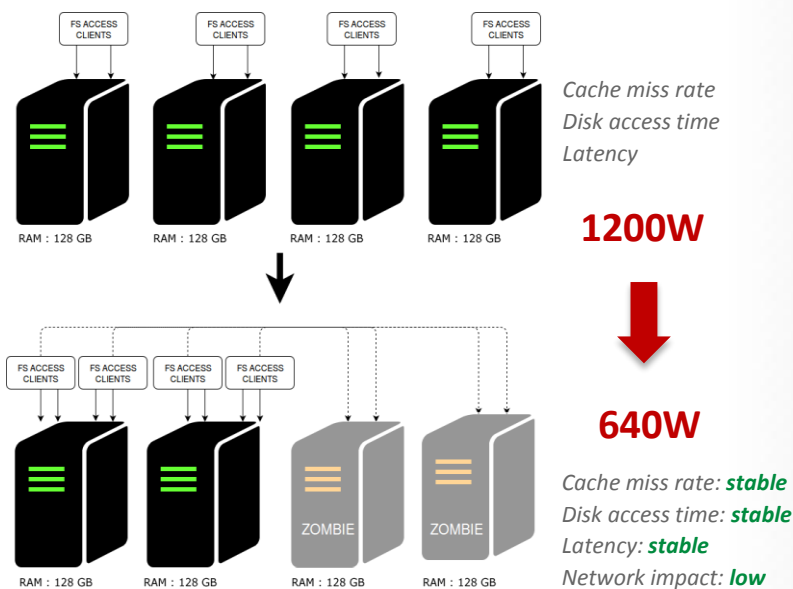 FS ACCESS
CLIENTS
FS ACCESS
CLIENTS
FS ACCESS
CLIENTS
FS ACCESS
CLIENTS
Cache miss rate
Disk access time
Latency
RAM : 128 GB
RAM : 128 GB
RAM : 128 GB
RAM : 128 GB
1200W
FS ACCESS
CLIENTS
FS ACCESS
CLIENTS
FS ACCESS
CLIENTS
FS ACCESS
CLIENTS
640W
ZOMBIE
ZOMBIE
Cache miss rate: stable
Disk access time: stable
Latency: stable
Network impact: low
RAM : 128 GB
RAM : 128 GB
RAM : 128 GB
RAM : 128 GB